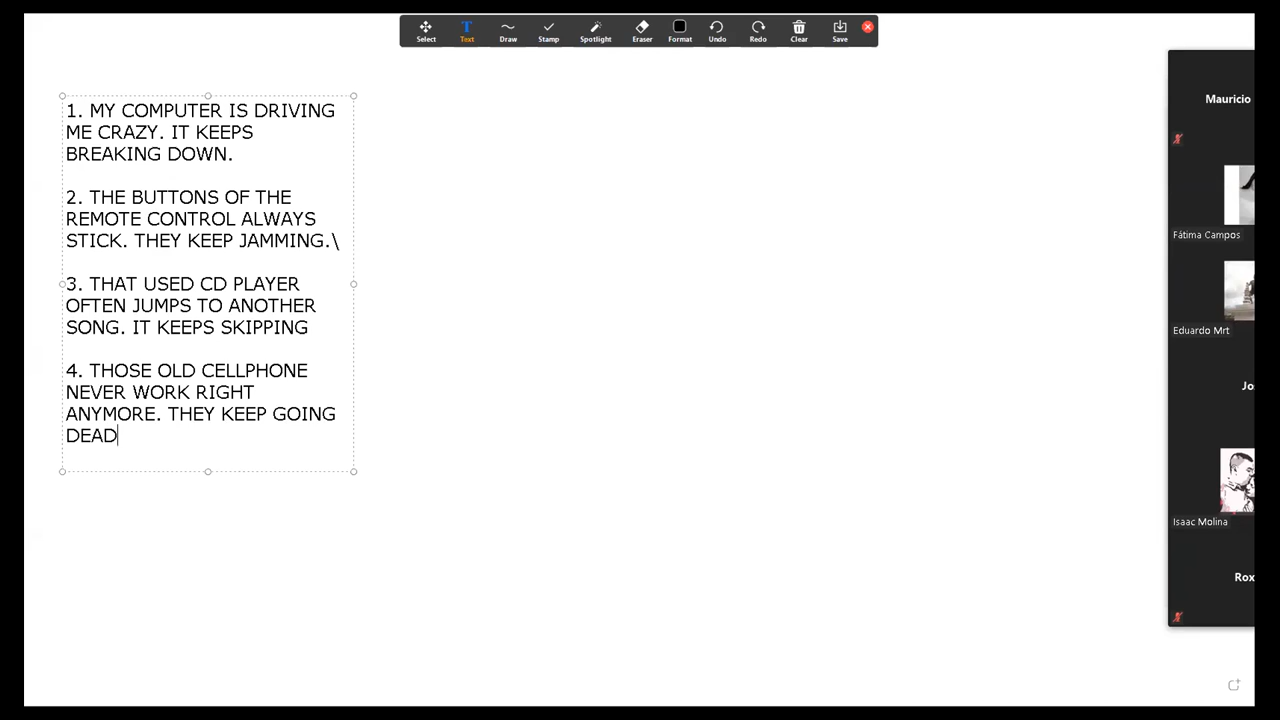 Select Text Draw Stamp Spotlight Eraser Format Undo Redo Clear Save
1. MY COMPUTER IS DRIVING
ME CRAZY. IT KEEPS
BREAKING DOWN.
2. THE BUTTONS OF THE
REMOTE CONTROL ALWAYS
STICK. THEY KEEP JAMMING.\
3. THAT USED CD PLAYER
OFTEN JUMPS TO ANOTHER
SONG. IT KEEPS SKIPPING
4. THOSE OLD CELLPHONE
NEVER WORK RIGHT
ANYMORE. THEY KEEP GOING
DEAD
Mauricio
Fátima Campos
Eduardo Mrt
Jo
Isaac Molina
Rox